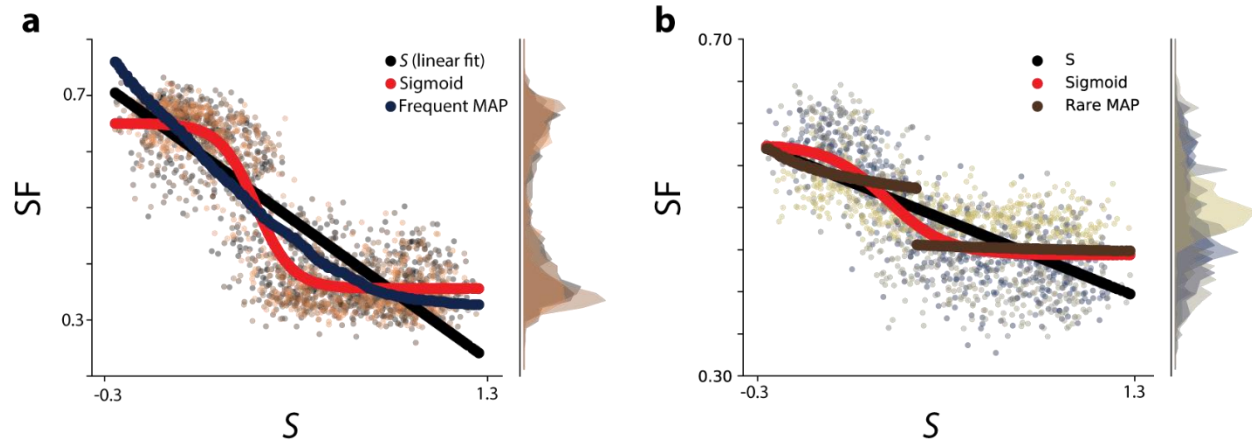 a
S (linear fit)
Sigmoid
Frequent MAP
0.7
0.3
SF
-0.3
1.3
S
b
0.70
S
Sigmoid
Rare MAP
SF
0.30
-0.3
1.3
S